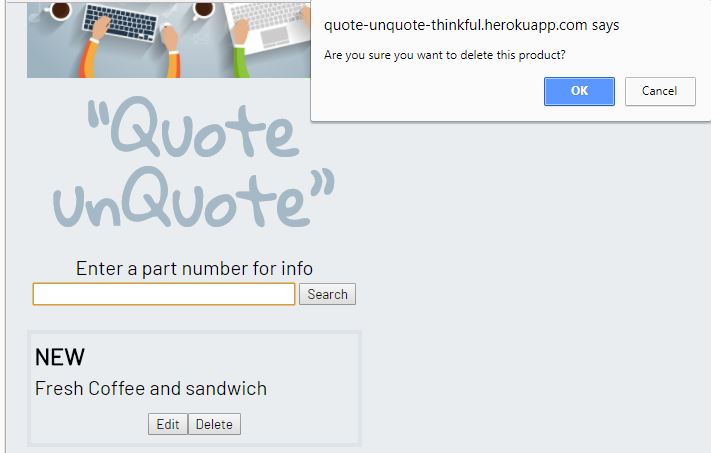 quote-unquote-thinkful.herokuapp.com says
Are you sure you want to delete this product?
OK Cancel
"Quote
unQuote"
Enter a part number for info
Search
NEW
Fresh Coffee and sandwich
Edit Delete